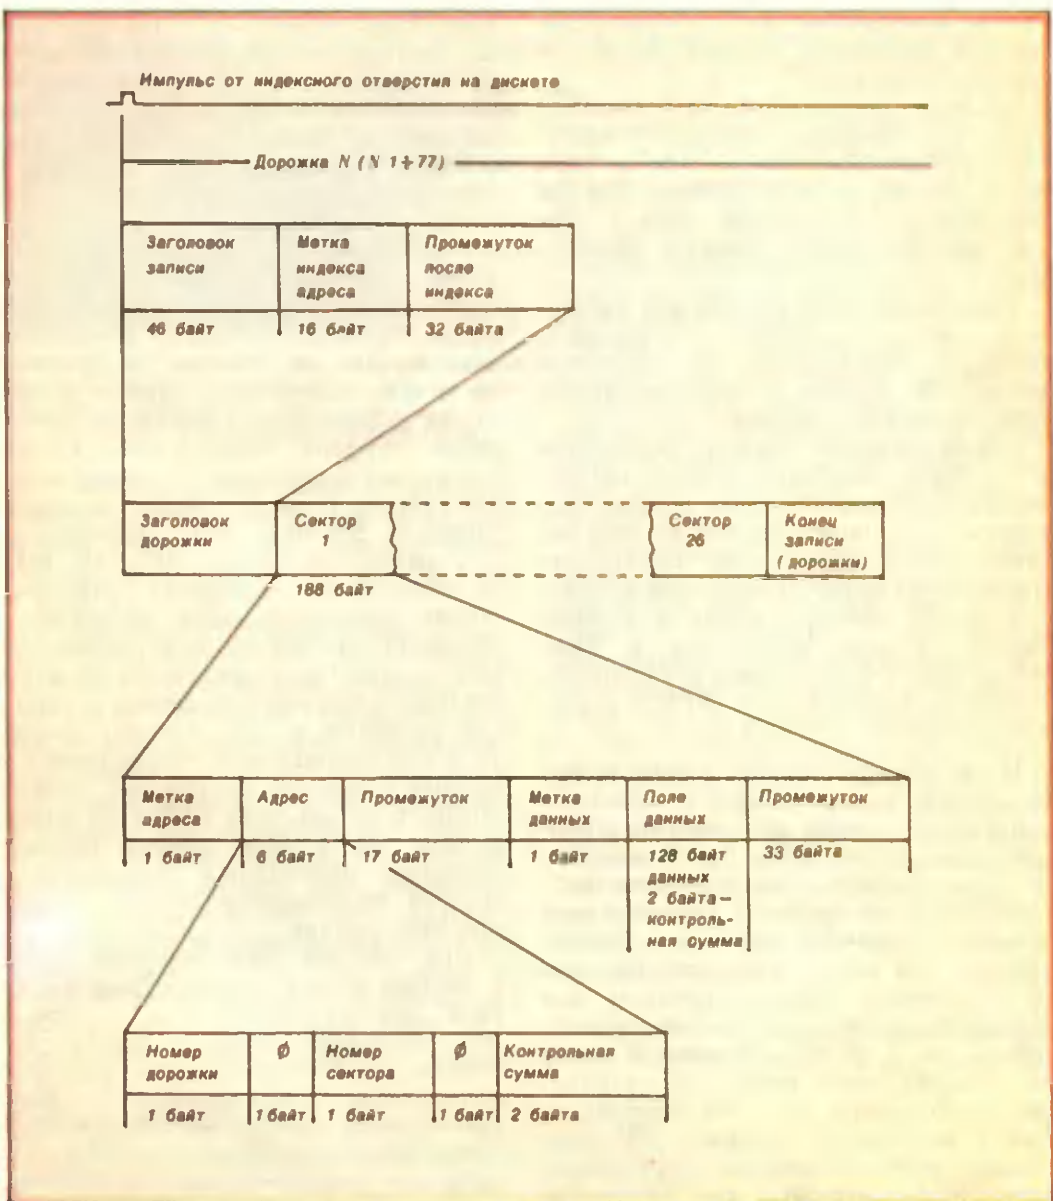 Импульс от индексного отверстия на дискете
Дорожка N (N 1÷77)
Заголовок записи
Метка индекса адреса
Промежуток после индекса
46 байт
16 байт
32 байта
Заголовок дорожки
Сектор 1
Сектор 26
Конец записи (дорожки)
188 байт
Метка адреса
Адрес
Промежуток
Метка данных
Поле данных
Промежуток
1 байт
6 байт
17 байт
1 байт
128 байт данных 2 байта— контроль-ная сумма
33 байта
Номер дорожки
Ø
Номер сектора
Ø
Контрольная сумма
1 байт
1 байт
1 байт
1 байт
2 байта